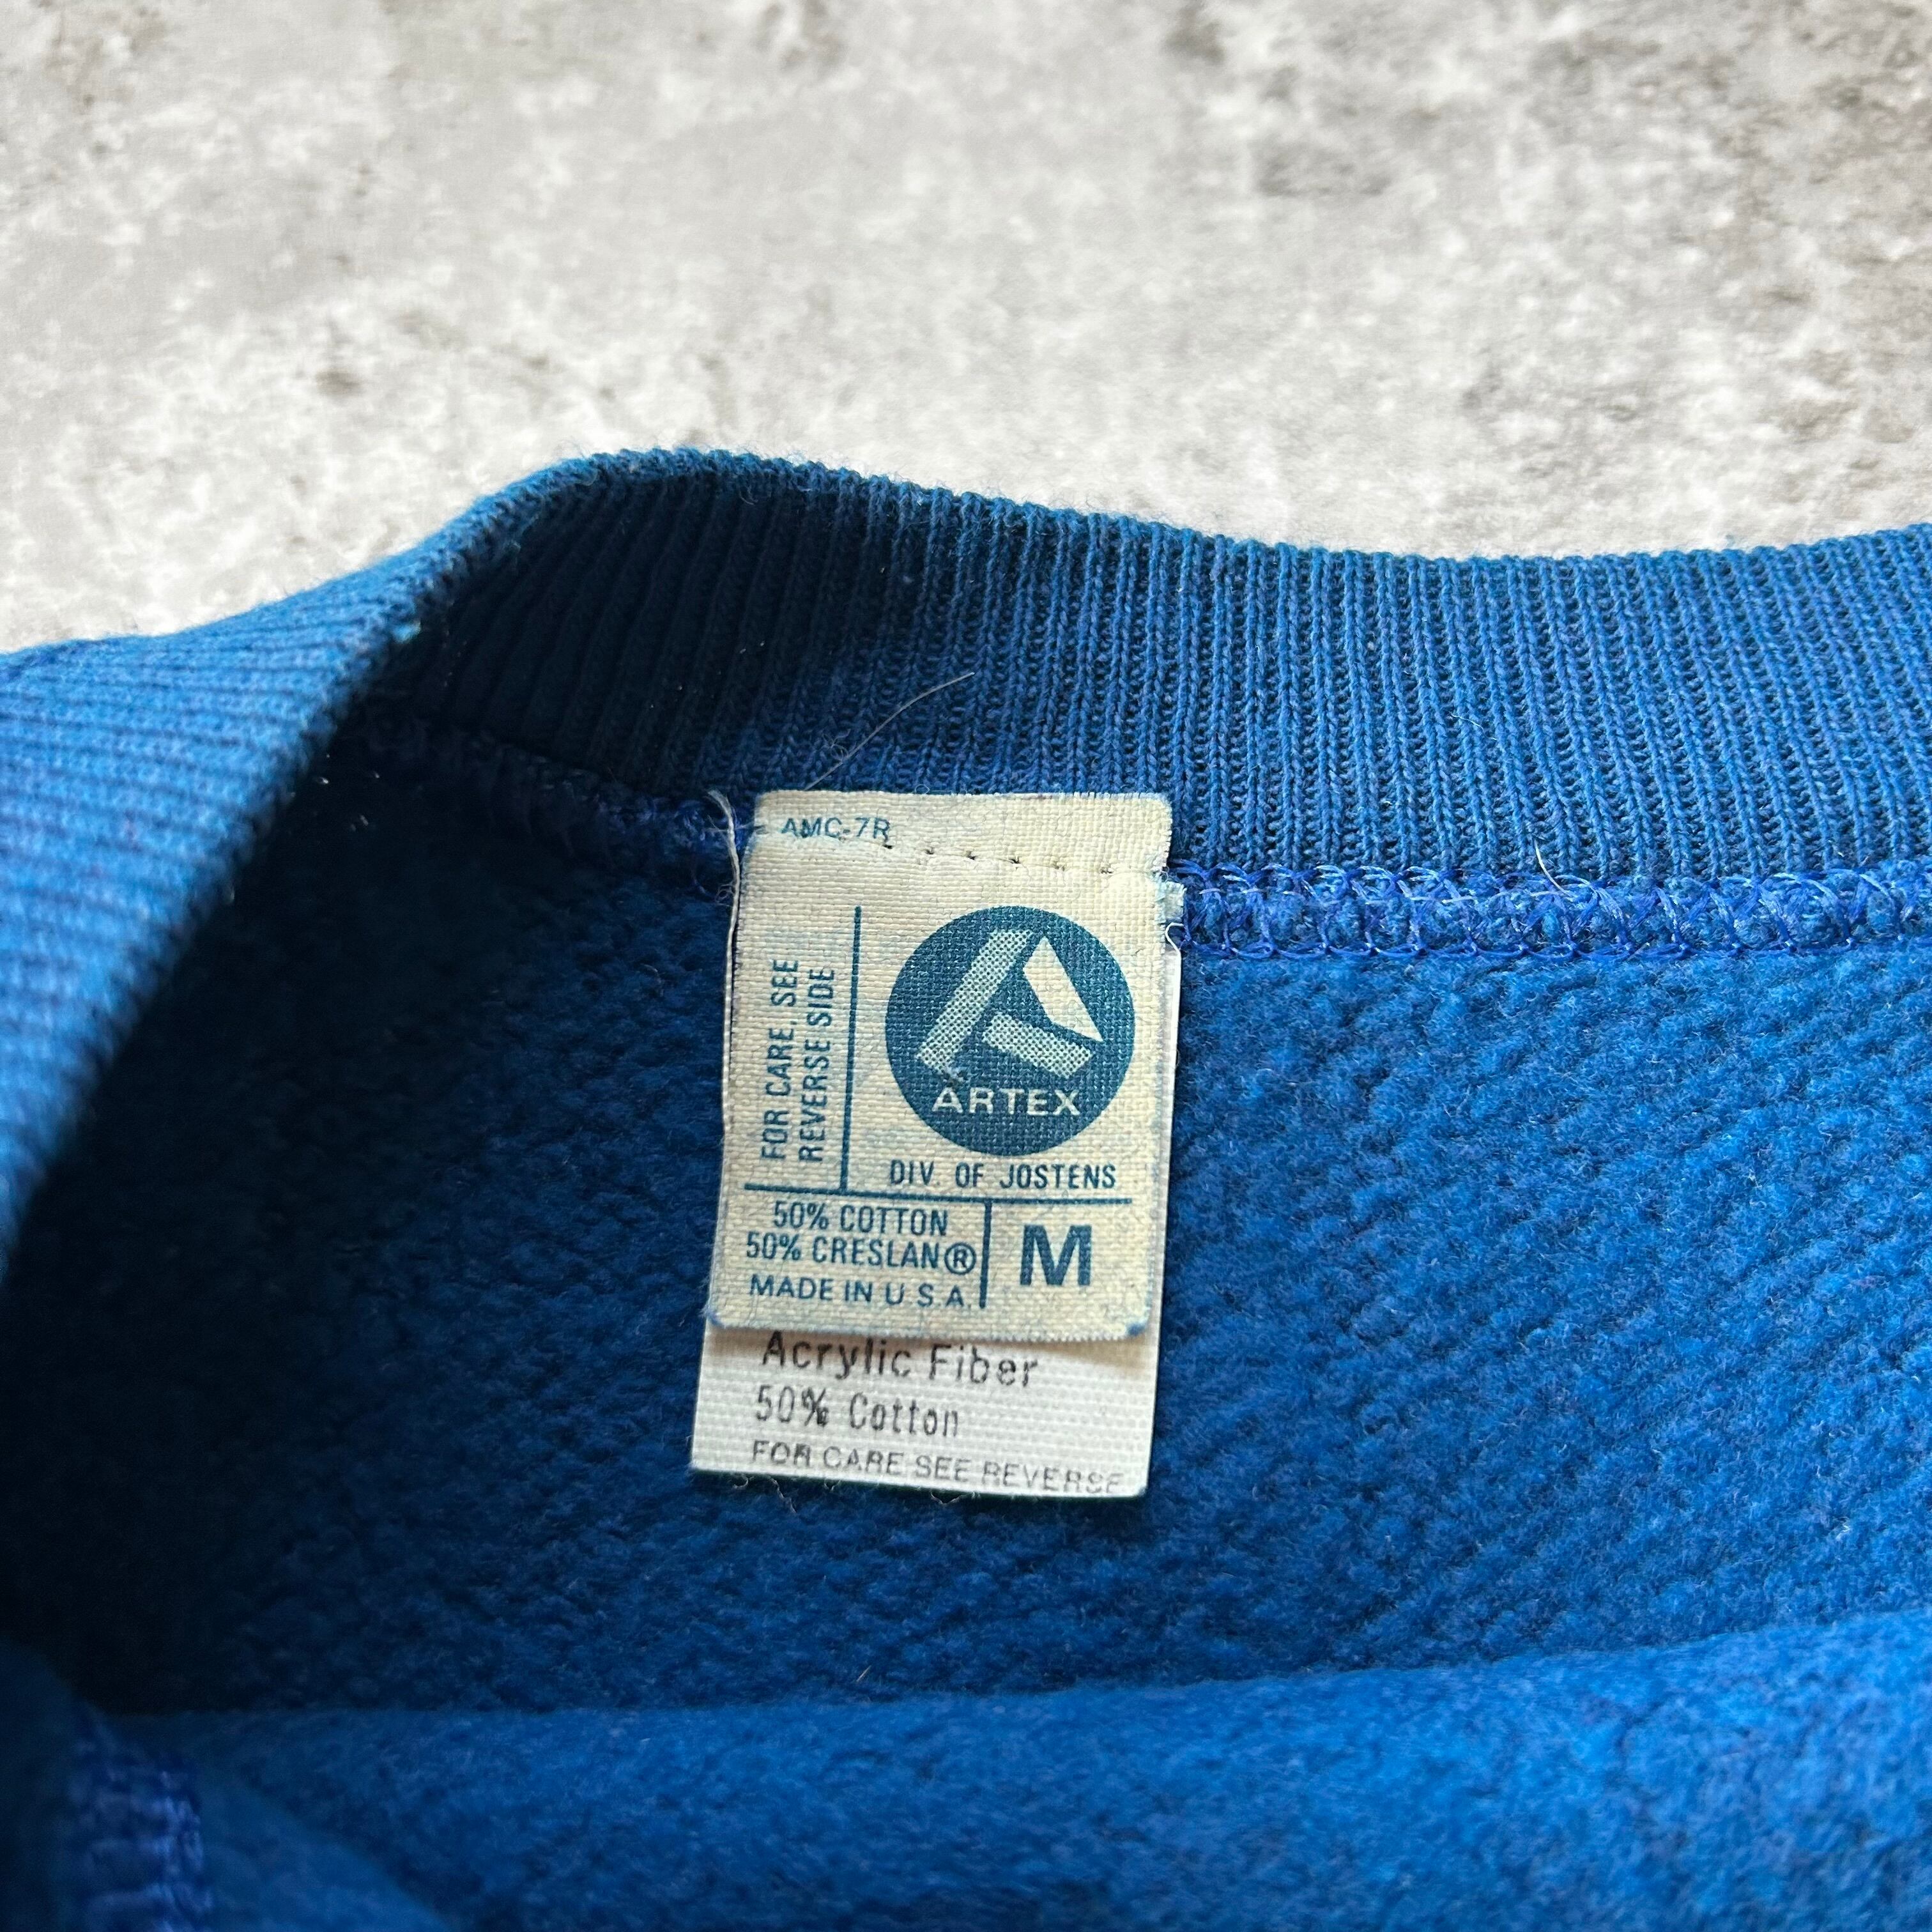 AMC-7R
FOR CARE, SEE
REVERSE SIDE
ARTEX
DIV. OF JOSTENS
50% COTTON
50% CRESLAN®
MADE IN U.S.A.
M
Acrylic Fiber
50% Cotton
FOR CARE SEE REVERSE